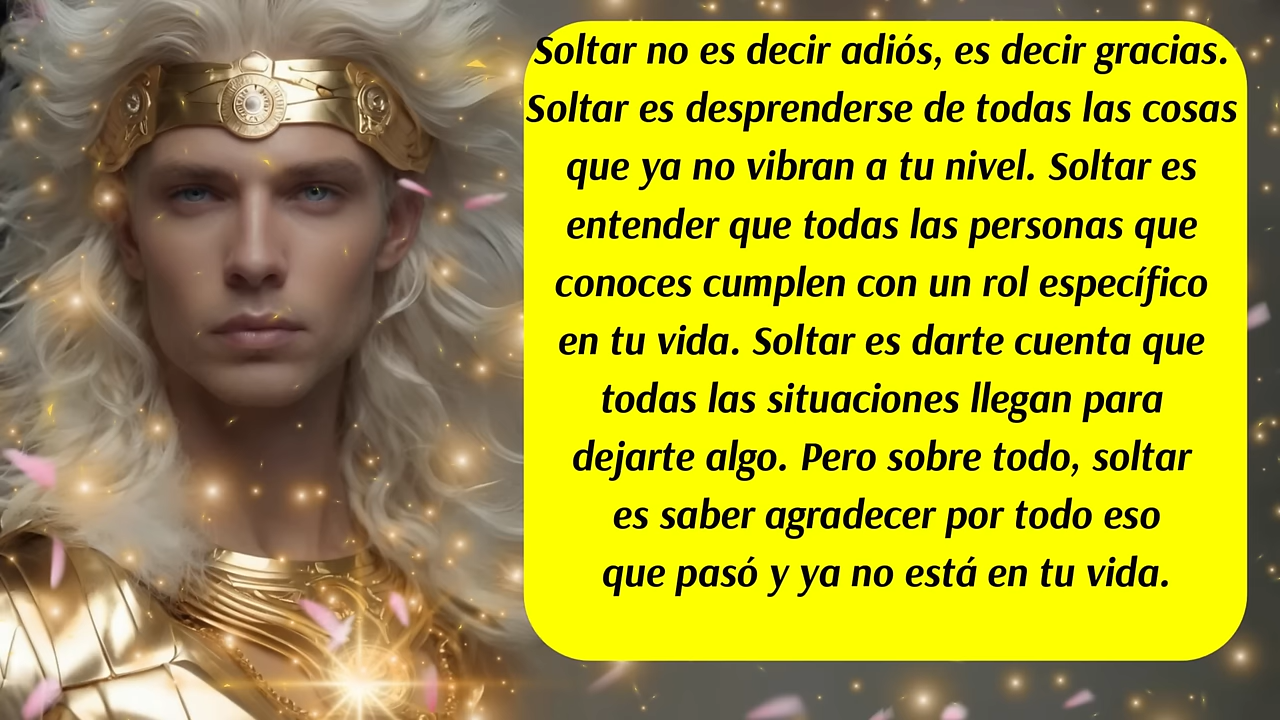 Soltar no es decir adiós, es decir gracias.
Soltar es desprenderse de todas las cosas
que ya no vibran a tu nivel. Soltar es
entender que todas las personas que
conoces cumplen con un rol específico
en tu vida. Soltar es darte cuenta que
todas las situaciones llegan para
dejarte algo. Pero sobre todo, soltar
es saber agradecer por todo eso
que pasó y ya no está en tu vida.